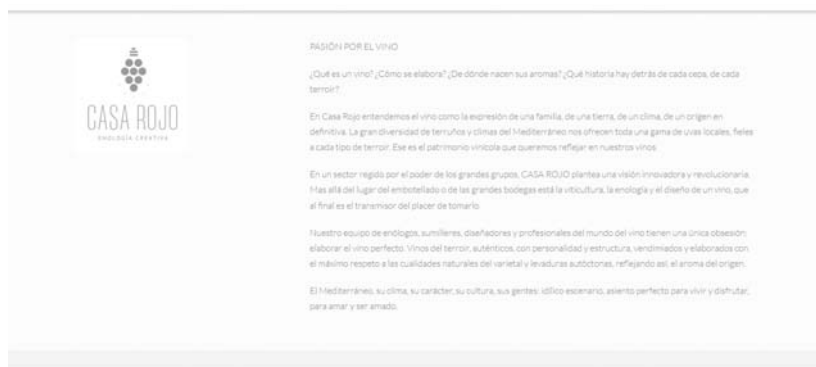 CASA ROJO
ENOLOGÍA CREATIVA
PASIÓN POR EL VINO
¿Qué es un vino? ¿Cómo se elabora? ¿De dónde nacen sus aromas? ¿Qué historia hay detrás de cada cepa, de cada
terroir?
En Casa Rojo entendemos el vino como la expresión de una familia, de una tierra, de un clima, de un origen en
definitiva. La gran diversidad de terruños y climas del Mediterráneo nos ofrecen toda una gama de uvas locales, fieles
a cada tipo de terroir. Ese es el patrimonio vinícola que queremos reflejar en nuestros vinos.
En un sector regido por el poder de los grandes grupos, CASA ROJO plantea una visión innovadora y revolucionaria.
Mas allá del lugar del embotellado o de las grandes bodegas está la viticultura, la enología y el diseño de un vino, que
al final es el transmisor del placer de tomarlo.
Nuestro equipo de enólogos, sumilleres, diseñadores y profesionales del mundo del vino tienen una única obsesión:
elaborar el vino perfecto. Vinos del terroir, auténticos, con personalidad y estructura, vendimiados y elaborados con
el máximo respeto a las cualidades naturales del varietal y levaduras autóctonas, reflejando así, el aroma del origen.
El Mediterráneo, su clima, su carácter, su cultura, sus gentes; idílico escenario, asiento perfecto para vivir y disfrutar,
para amar y ser amado.